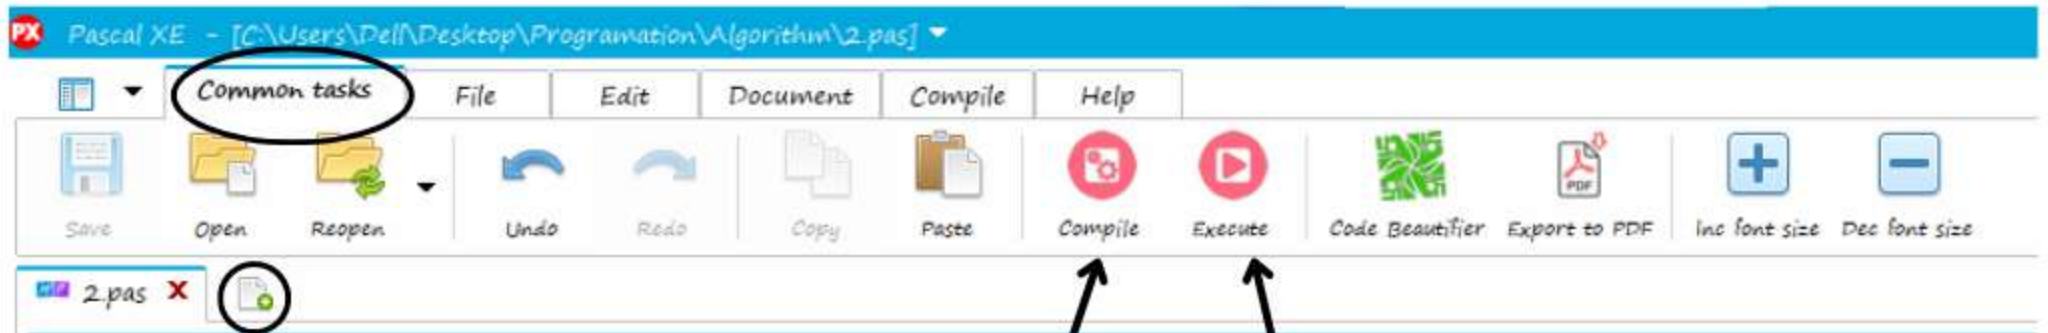 PX Pascal XE - [C:\Users\Dell\Desktop\Programation\Algorithm\2.pas]
Common tasks File Edit Document Compile Help
PDF
Save Open Reopen Undo Redo Copy Paste Compile Execute Code Beautifier Export to PDF Inc font size Dec font size
2.pas X